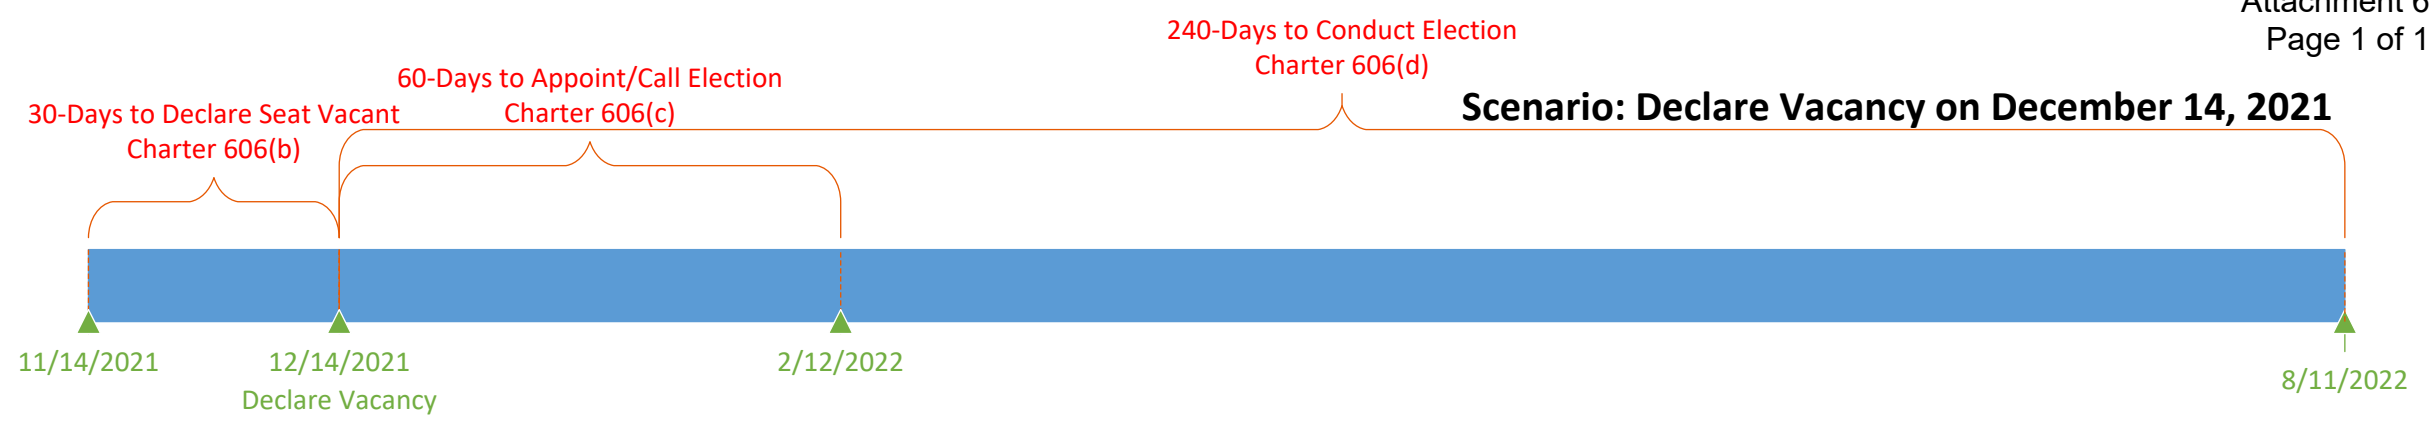 Attachment 6
Page 1 of 1
240-Days to Conduct Election
Charter 606(d)
60-Days to Appoint/Call Election
Charter 606(c)
Scenario: Declare Vacancy on December 14, 2021
30-Days to Declare Seat Vacant
Charter 606(b)
11/14/2021
12/14/2021
Declare Vacancy
2/12/2022
8/11/2022